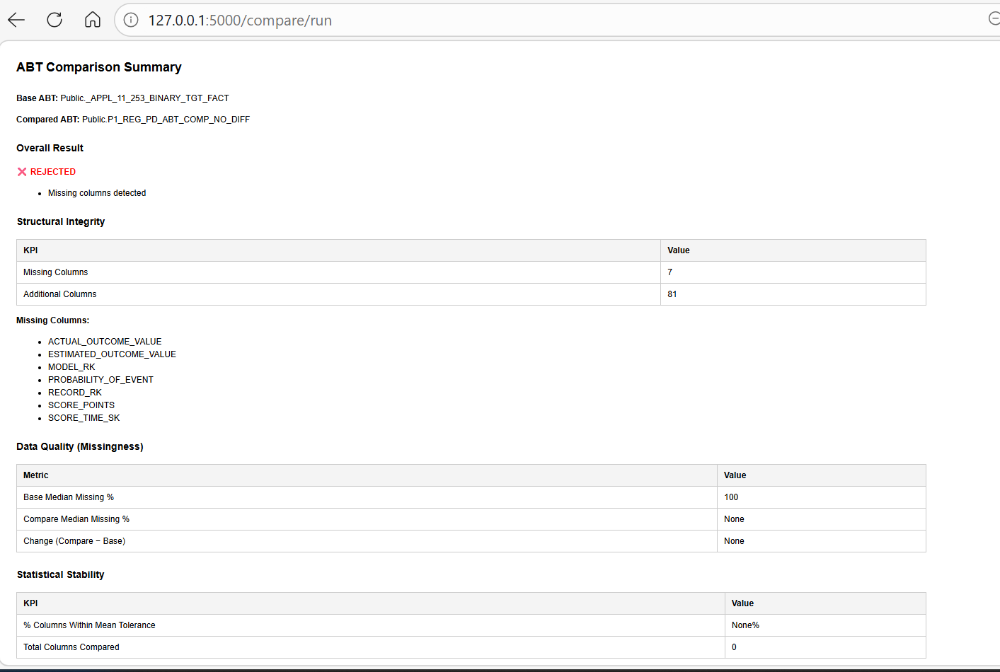 127.0.0.1:5000/compare/run
ABT Comparison Summary
Base ABT: Public._APPL_11_253_BINARY_TGT_FACT
Compared ABT: Public.P1_REG_PD_ABT_COMP_NO_DIFF
Overall Result
❌ REJECTED
• Missing columns detected
Structural Integrity
KPI Value
Missing Columns 7
Additional Columns 81
Missing Columns:
• ACTUAL_OUTCOME_VALUE
• ESTIMATED_OUTCOME_VALUE
• MODEL_RK
• PROBABILITY_OF_EVENT
• RECORD_RK
• SCORE_POINTS
• SCORE_TIME_SK
Data Quality (Missingness)
Metric Value
Base Median Missing % 100
Compare Median Missing % None
Change (Compare − Base) None
Statistical Stability
KPI Value
% Columns Within Mean Tolerance None%
Total Columns Compared 0